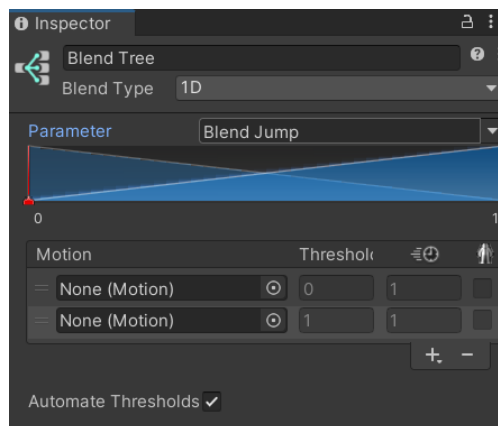 Inspector
Blend Tree
Blend Type 1D
Parameter Blend Jump
0 1
Motion Threshol
None (Motion) 0 1
None (Motion) 1 1
Automate Thresholds